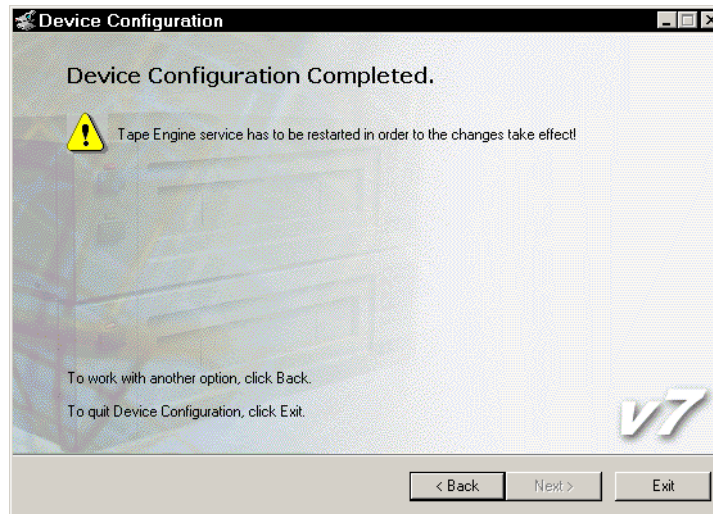 Device Configuration
Device Configuration Completed.
Tape Engine service has to be restarted in order to the changes take effect!
To work with another option, click Back.
To quit Device Configuration, click Exit.
v7
< Back
Next >
Exit